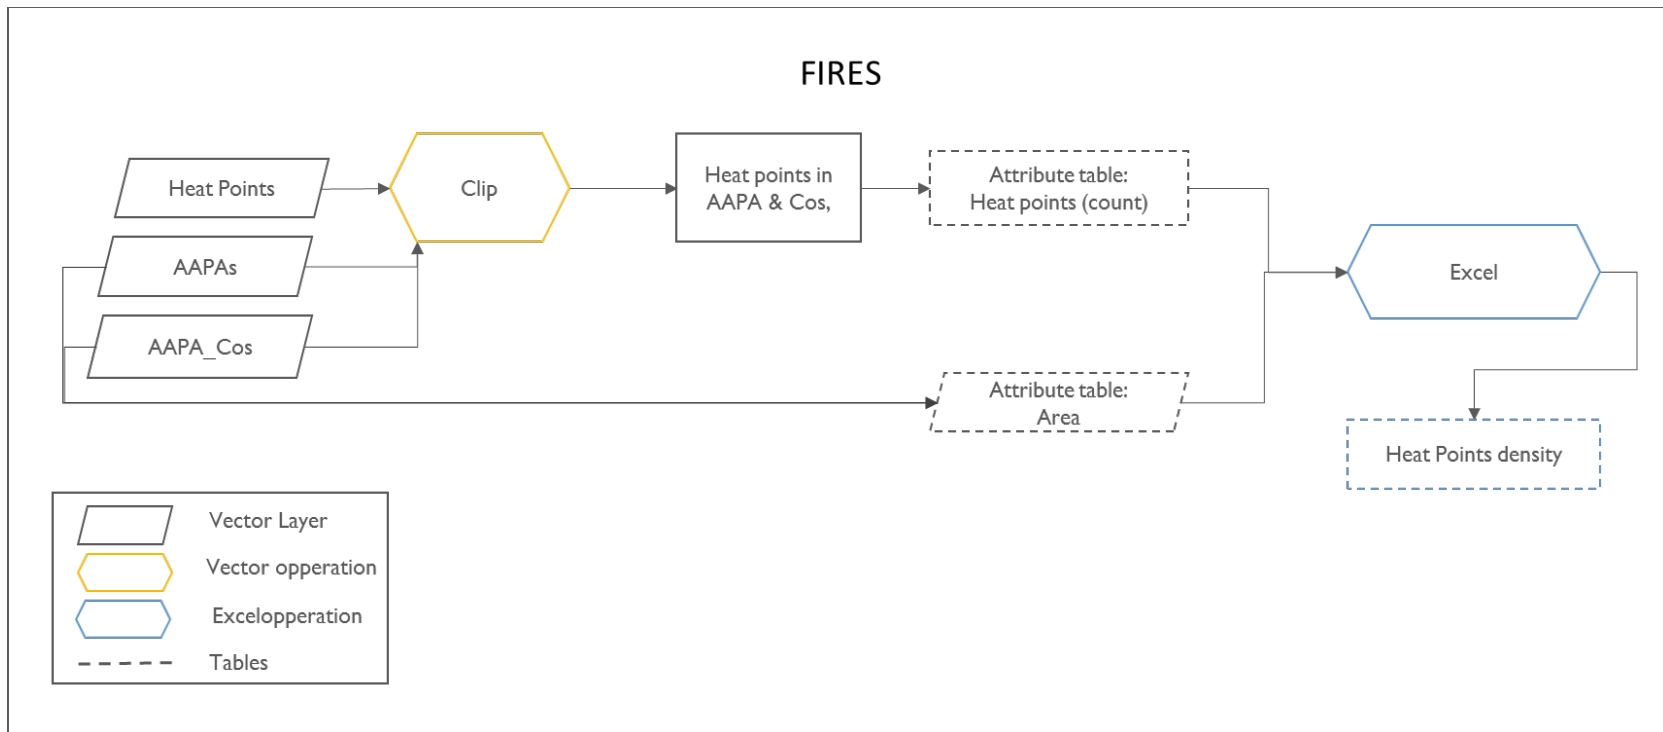 FIRES
Heat Points
Clip
Heat points in
AAPA & Cos,
Attribute table:
Heat points (count)
AAPAs
Excel
AAPA_Cos
Attribute table:
Area
Heat Points density
Vector Layer
Vector opperation
Excelopperation
Tables